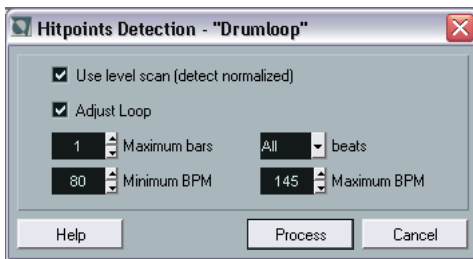 Hitpoints Detection - "Drumloop"
Use level scan (detect normalized)
Adjust Loop
1 Maximum bars All beats
80 Minimum BPM 145 Maximum BPM
Help Process Cancel